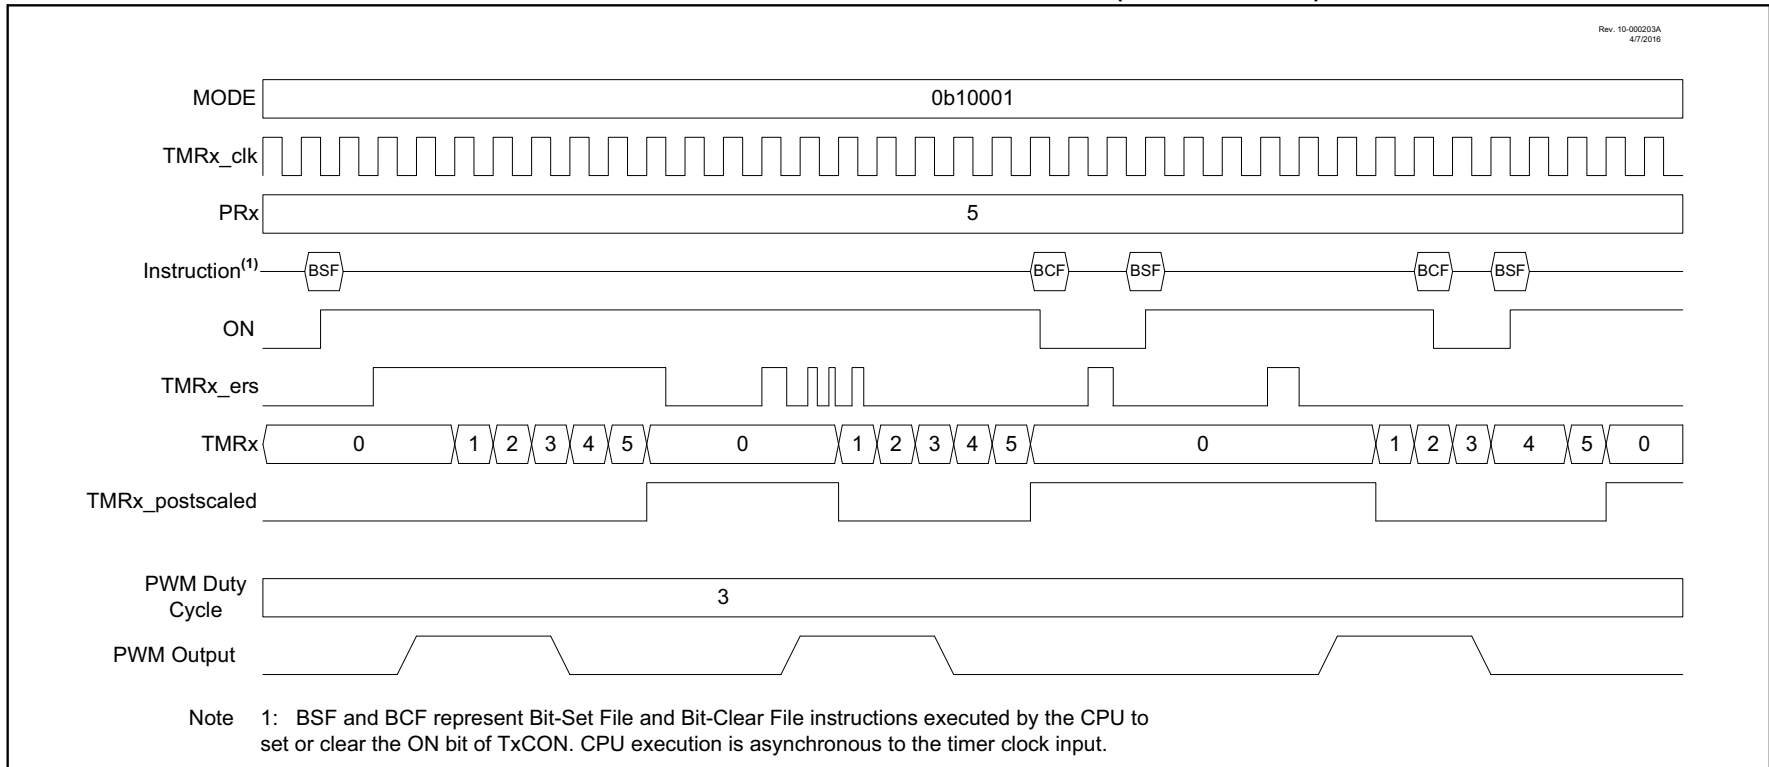 Rev. 10-000203A
4/7/2016
MODE 0b10001
TMRx_clk
PRx 5
Instruction(1) BSF BCF BSF BCF BSF
ON
TMRx_ers
TMRx 0 1 2 3 4 5 0 1 2 3 4 5 0 1 2 3 4 5 0
TMRx_postscaled
PWM Duty
Cycle 3
PWM Output
Note 1: BSF and BCF represent Bit-Set File and Bit-Clear File instructions executed by the CPU to
set or clear the ON bit of TxCON. CPU execution is asynchronous to the timer clock input.